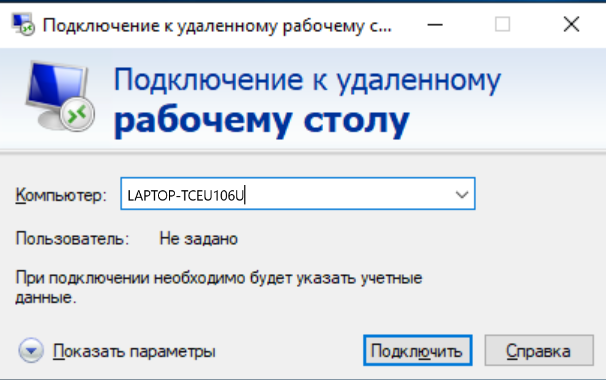 Подключение к удаленному рабочему сто...
Подключение к удаленному
рабочему столу
Компьютер: LAPTOP-TCEU106U
Пользователь: Не задано
При подключении необходимо будет указать учетные
данные.
Показать параметры Подключить Справка